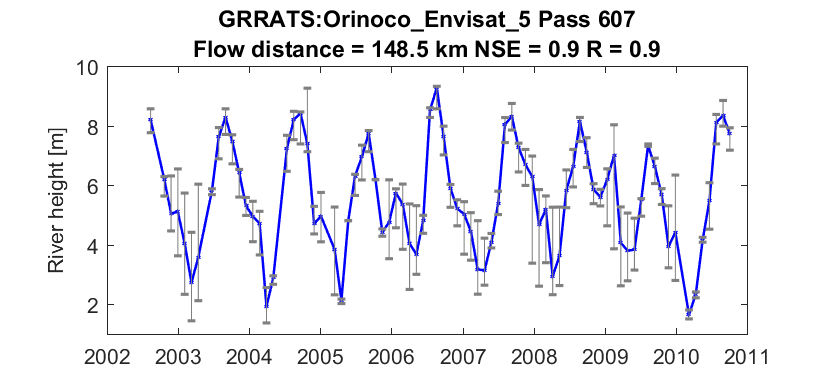 GRRATS:Orinoco_Envisat_5 Pass 607
Flow distance = 148.5 km NSE = 0.9 R = 0.9
River height [m]
10
8
6
4
2
2002 2003 2004 2005 2006 2007 2008 2009 2010 2011